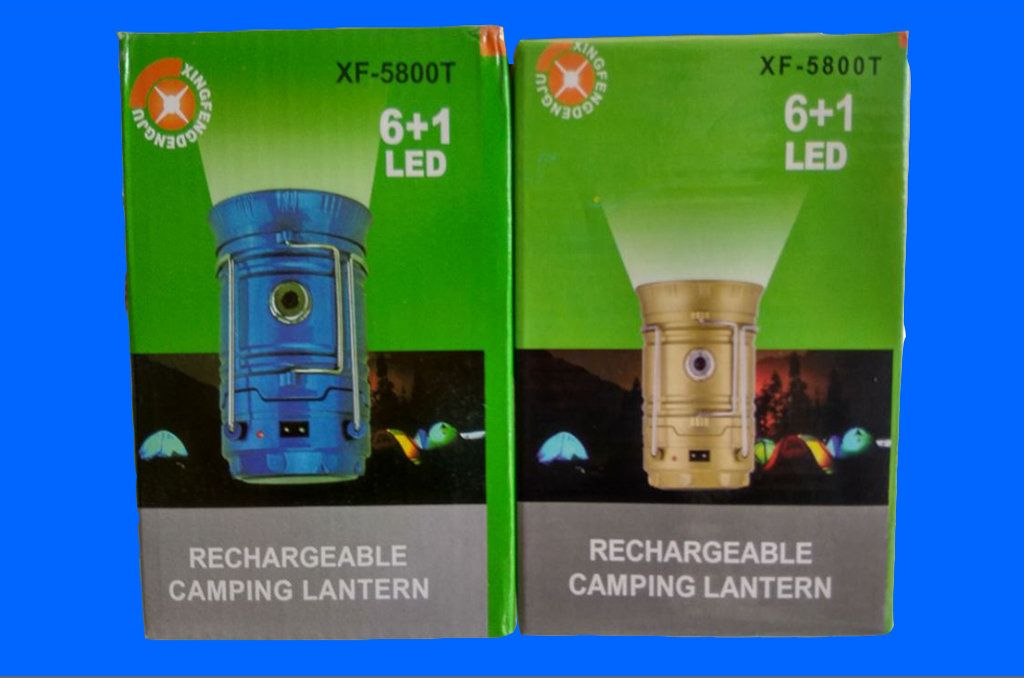 XINGFENGDENGJU
XF-5800T
6+1
LED
RECHARGEABLE
CAMPING LANTERN
XINGFENGDENGJU
XF-5800T
6+1
LED
RECHARGEABLE
CAMPING LANTERN